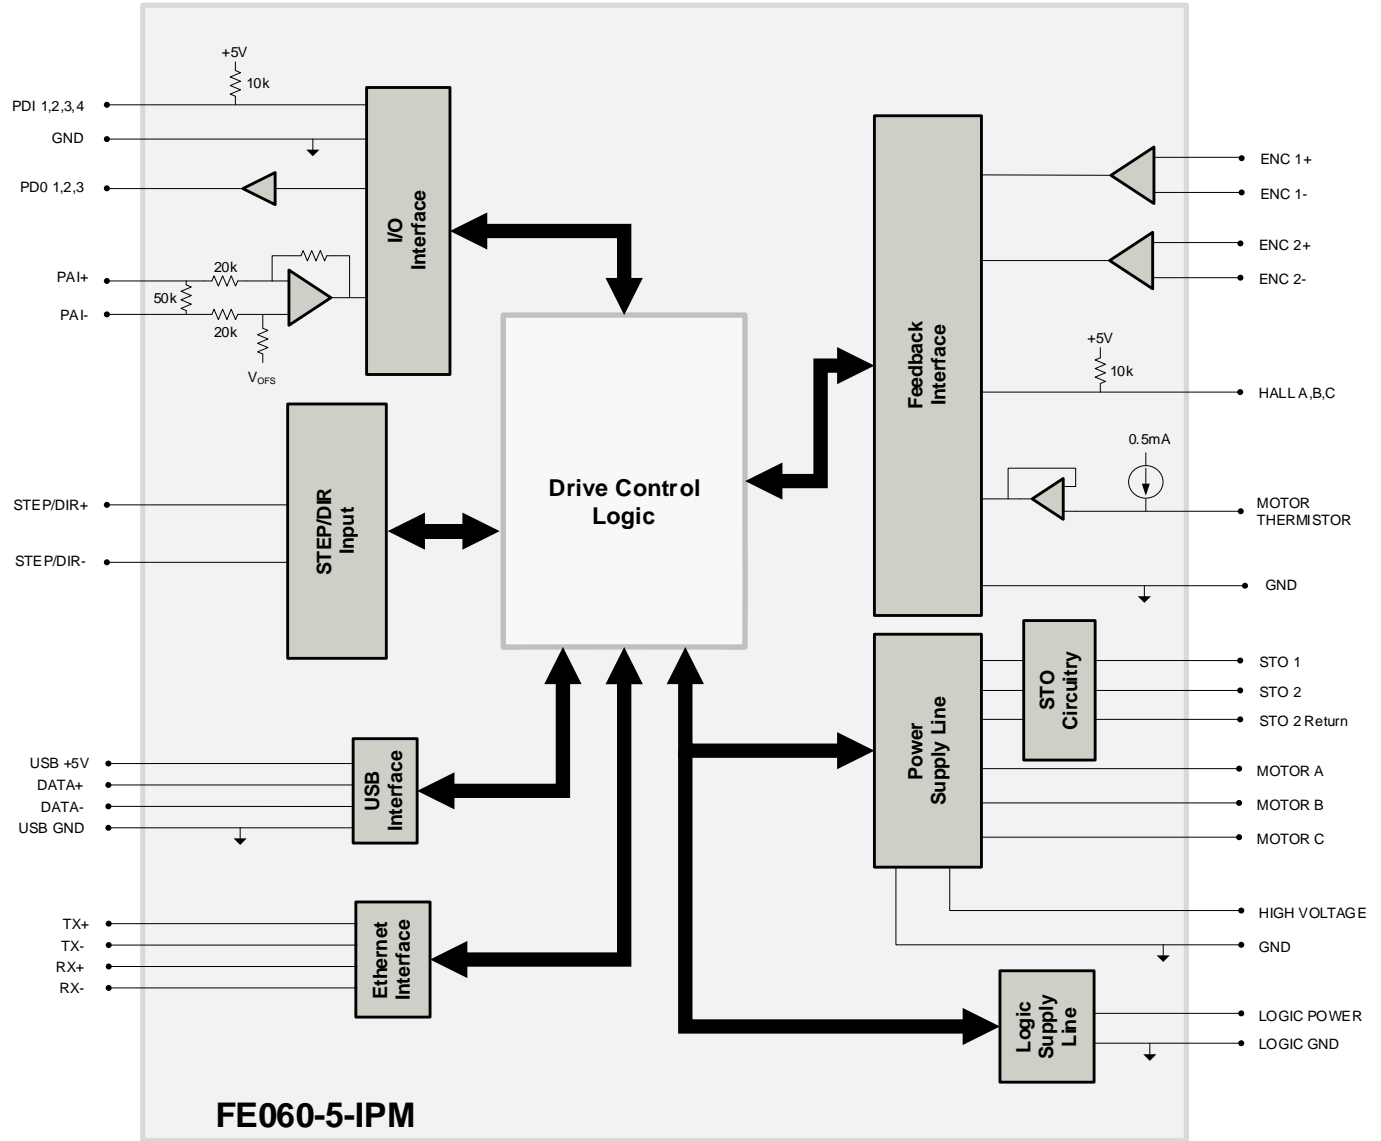 +5V
10k
PDI 1,2,3,4
GND
PD0 1,2,3
PAI+
20k
50k
PAI-
20k
VOFS
I/O
Interface
STEP/DIR+
STEP/DIR-
STEP/DIR
Input
USB +5V
DATA+
DATA-
USB GND
USB
Interface
TX+
TX-
RX+
RX-
Ethernet
Interface
Drive Control
Logic
Feedback
Interface
ENC 1+
ENC 1-
ENC 2+
ENC 2-
+5V
10k
HALL A,B,C
0.5mA
MOTOR
THERMISTOR
GND
Power
Supply Line
STO
Circuitry
STO 1
STO 2
STO 2 Return
MOTOR A
MOTOR B
MOTOR C
HIGH VOLTAGE
GND
Logic
Supply
Line
LOGIC POWER
LOGIC GND
FE060-5-IPM